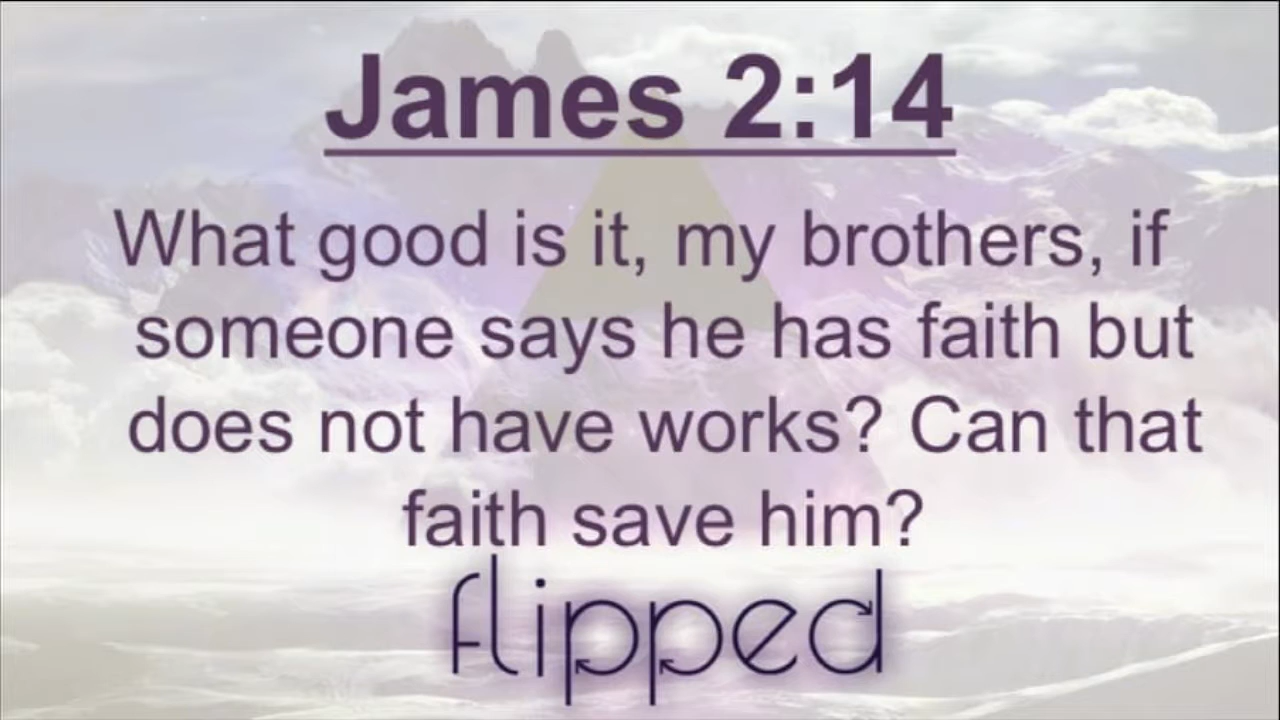 James 2:14
What good is it, my brothers, if
someone says he has faith but
does not have works? Can that
faith save him?
flipped